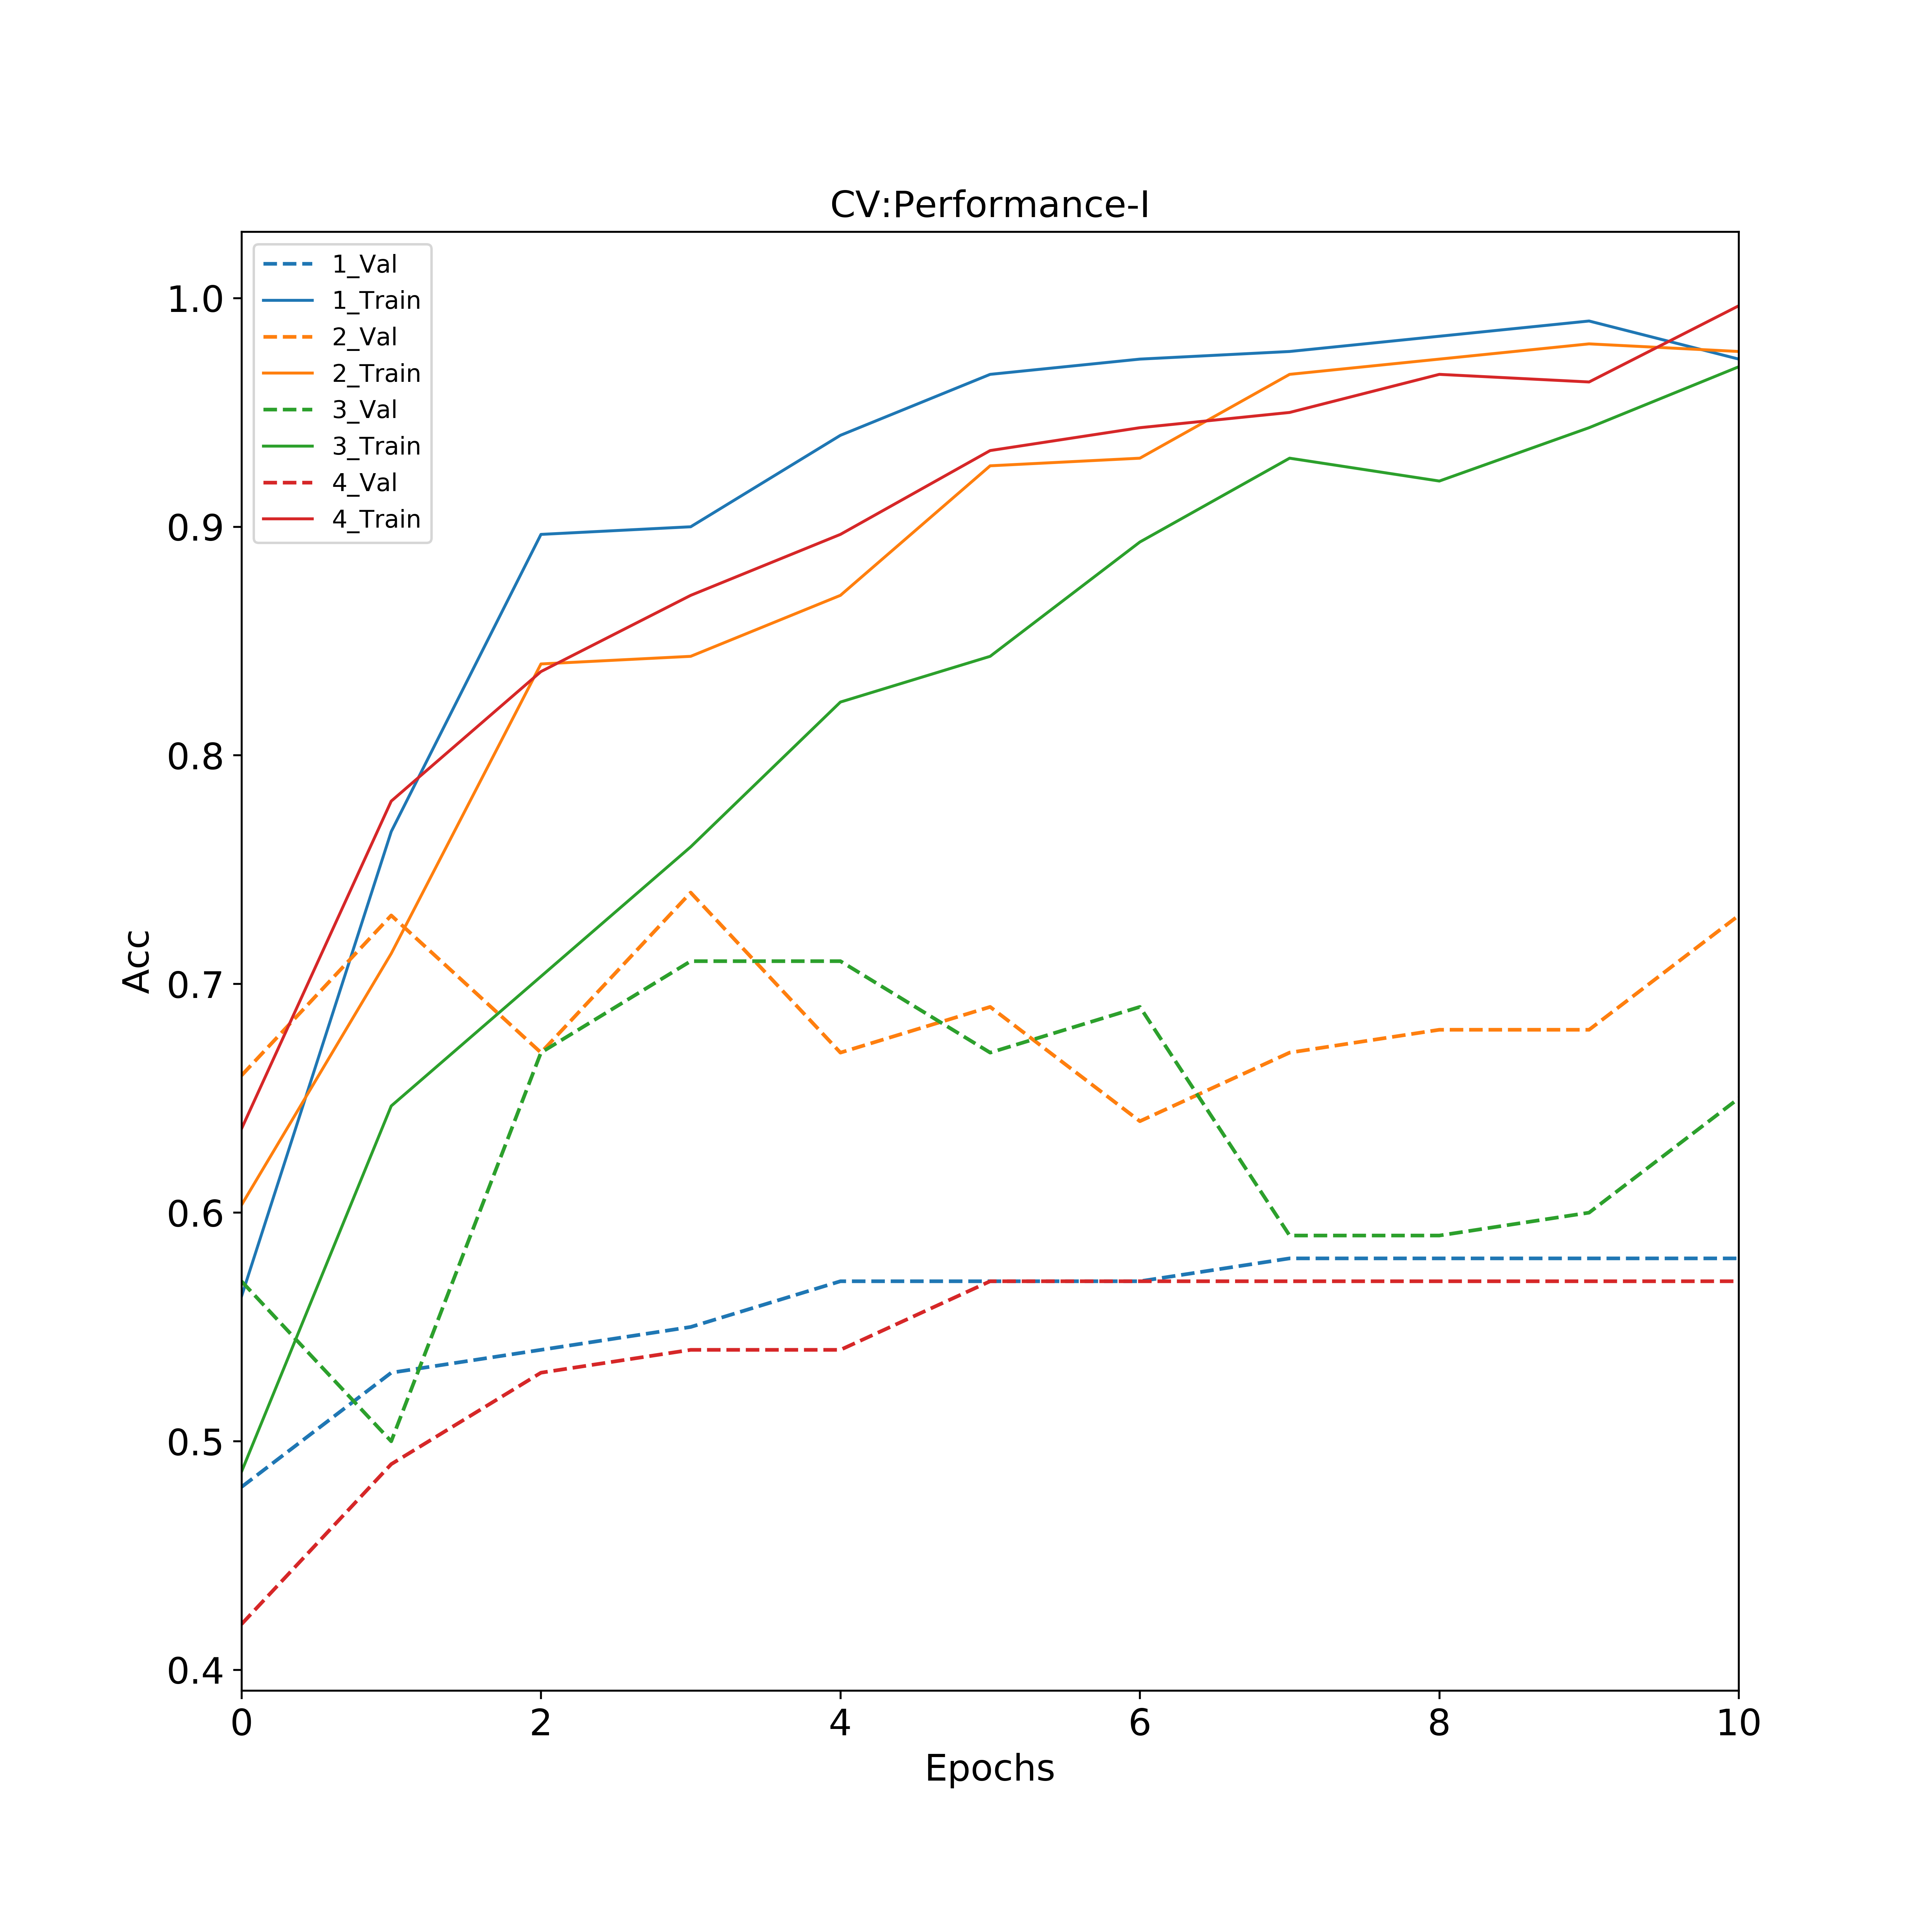 CV:Performance-I
1_Val
1_Train
2_Val
2_Train
3_Val
3_Train
4_Val
4_Train
1.0
0.9
0.8
0.7
0.6
0.5
0.4
Acc
0 2 4 6 8 10
Epochs